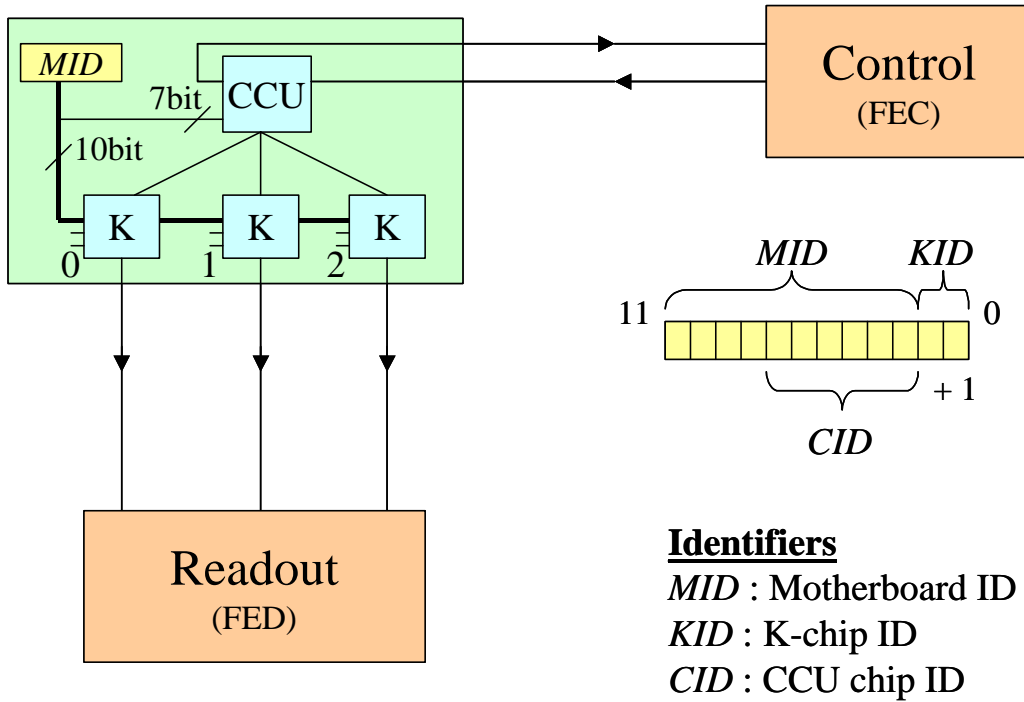 MID
CCU
7bit
10bit
K
K
K
0
1
2
Control
(FEC)
MID
KID
11
0
+ 1
CID
Readout
(FED)
Identifiers
MID : Motherboard ID
KID : K-chip ID
CID : CCU chip ID